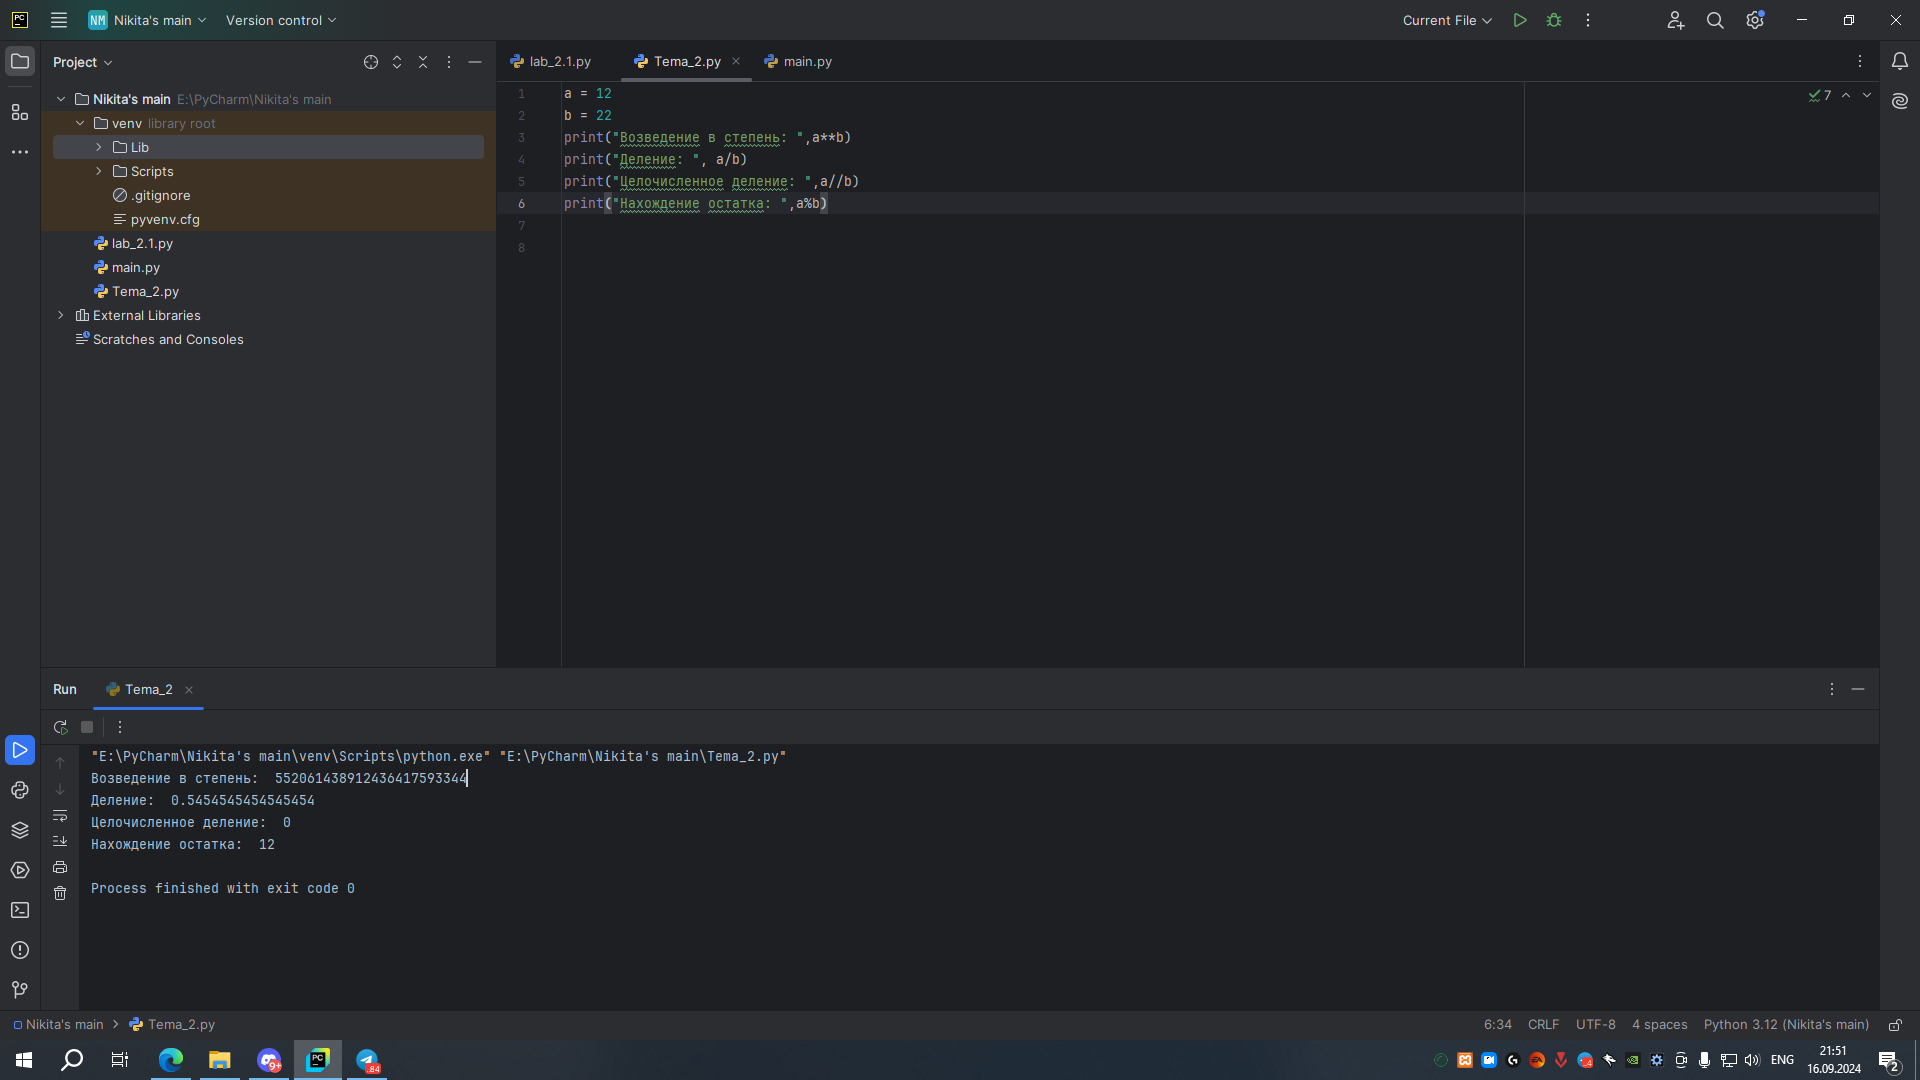 PC
NM Nikita's main
Version control
Current File
Project
Nikita's main E:\PyCharm\Nikita's main
venv library root
Lib
Scripts
.gitignore
pyvenv.cfg
lab_2.1.py
main.py
Tema_2.py
External Libraries
Scratches and Consoles
lab_2.1.py
Tema_2.py
main.py
7
1 a = 12
2 b = 22
3 print("Возведение в степень: ",a**b)
4 print("Деление: ", a/b)
5 print("Целочисленное деление: ",a//b)
6 print("Нахождение остатка: ",a%b)
7
8
Run
Tema_2
"E:\PyCharm\Nikita's main\venv\Scripts\python.exe" "E:\PyCharm\Nikita's main\Tema_2.py"
Возведение в степень:  552061438912436417593344
Деление:  0.5454545454545454
Целочисленное деление:  0
Нахождение остатка:  12
Process finished with exit code 0
Nikita's main > Tema_2.py
6:34 CRLF UTF-8 4 spaces Python 3.12 (Nikita's main)
9+
PC
84
ENG
21:51
16.09.2024
2